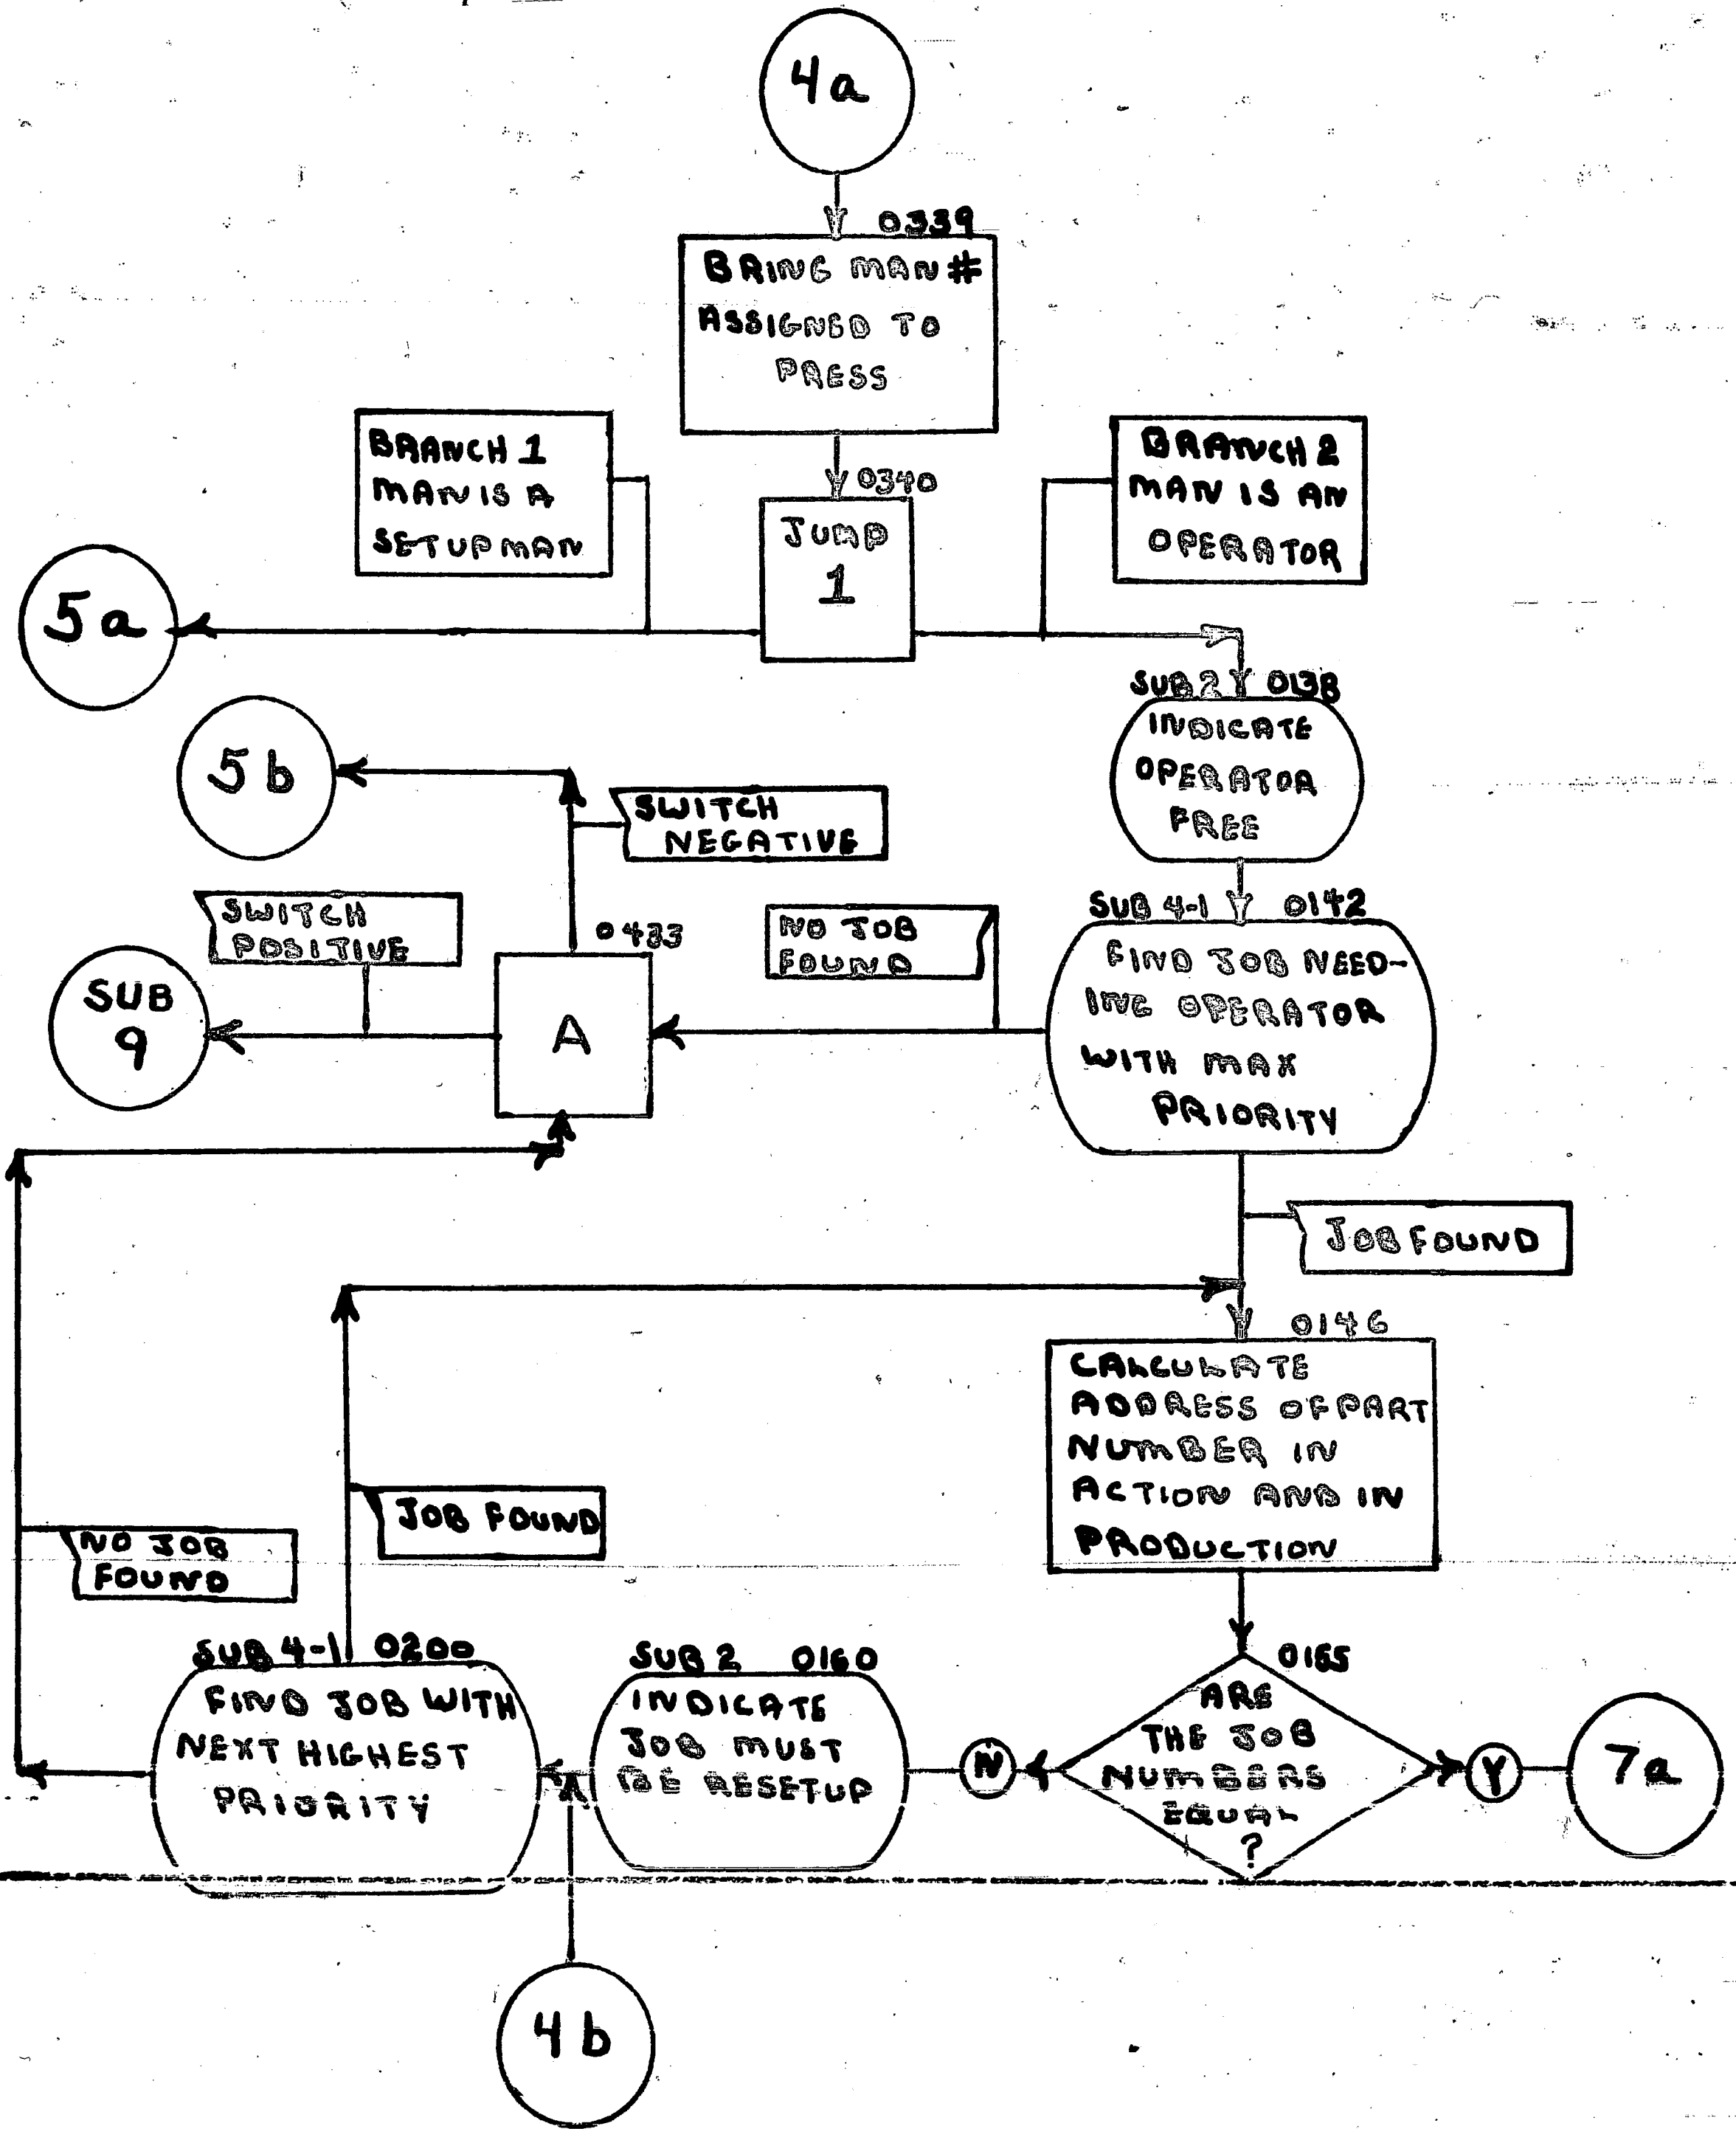 4a
0339
BRING MAN #
ASSIGNED TO
PRESS
BRANCH 1
MAN IS A
SETUP MAN
0340
JUMP
1
BRANCH 2
MAN IS AN
OPERATOR
5a
SUB 2 0138
INDICATE
OPERATOR
FREE
5b
SWITCH
NEGATIVE
SWITCH
POSITIVE
0433
NO JOB
FOUND
SUB 4-1 0142
FIND JOB NEED-
ING OPERATOR
WITH MAX
PRIORITY
SUB
9
A
JOB FOUND
0146
CALCULATE
ADDRESS OF PART
NUMBER IN
ACTION AND IN
PRODUCTION
JOB FOUND
NO JOB
FOUND
SUB 4-1 0200
FIND JOB WITH
NEXT HIGHEST
PRIORITY
SUB 2 0160
INDICATE
JOB MUST
BE RESETUP
N
0155
ARE
THE JOB
NUMBERS
EQUAL
?
Y
7a
4b